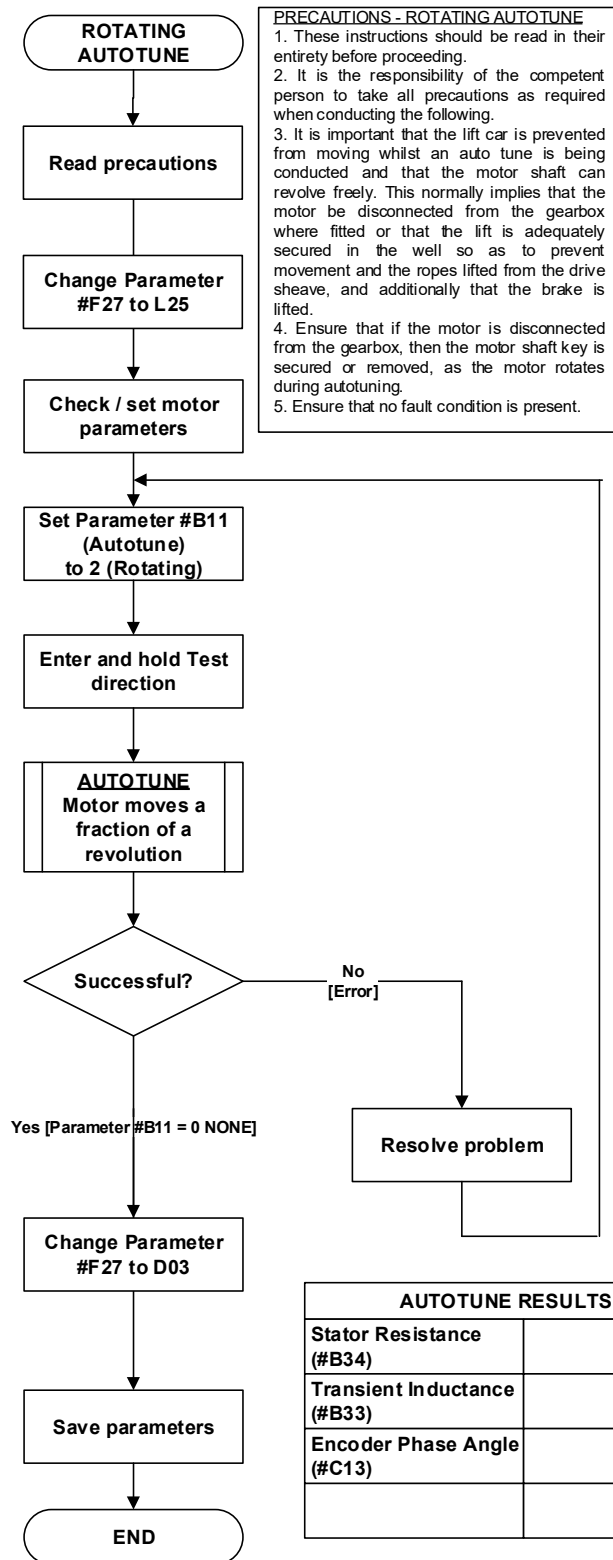 ROTATING
AUTOTUNE
PRECAUTIONS - ROTATING AUTOTUNE
1. These instructions should be read in their
entirety before proceeding.
2. It is the responsibility of the competent
person to take all precautions as required
when conducting the following.
3. It is important that the lift car is prevented
from moving whilst an auto tune is being
conducted and that the motor shaft can
revolve freely. This normally implies that the
motor be disconnected from the gearbox
where fitted or that the lift is adequately
secured in the well so as to prevent
movement and the ropes lifted from the drive
sheave, and additionally that the brake is
lifted.
4. Ensure that if the motor is disconnected
from the gearbox, then the motor shaft key is
secured or removed, as the motor rotates
during autotuning.
5. Ensure that no fault condition is present.
Read precautions
Change Parameter
#F27 to L25
Check / set motor
parameters
Set Parameter #B11
(Autotune)
to 2 (Rotating)
Enter and hold Test
direction
AUTOTUNE
Motor moves a
fraction of a
revolution
Successful?
No
[Error]
Yes [Parameter #B11 = 0 NONE]
Resolve problem
Change Parameter
#F27 to D03
Save parameters
END
AUTOTUNE RESULTS
Stator Resistance
(#B34)
Transient Inductance
(#B33)
Encoder Phase Angle
(#C13)